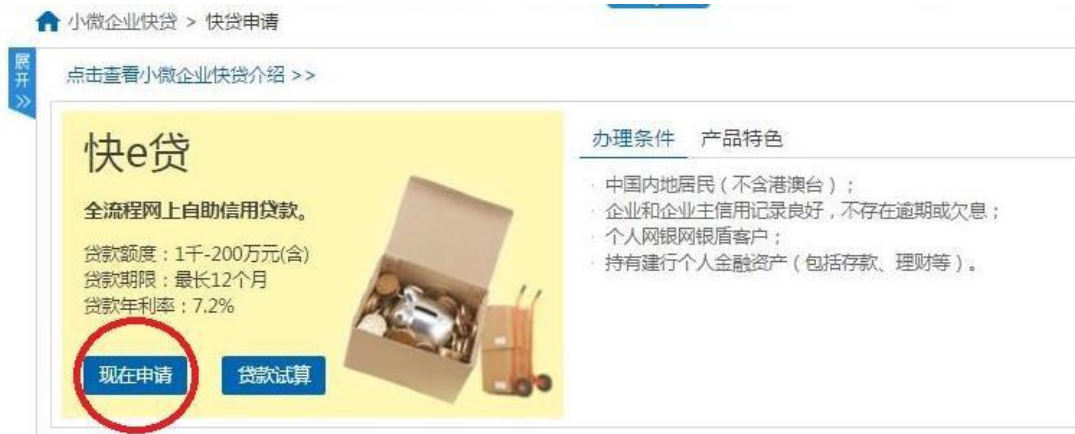 小微企业快贷 > 快贷申请
展开
>>
点击查看小微企业快贷介绍 >>
快e贷
全流程网上自助信用贷款。
贷款额度：1千-200万元(含)
贷款期限：最长12个月
贷款年利率：7.2%
现在申请
贷款试算
办理条件 产品特色
· 中国内地居民（不含港澳台）；
· 企业和企业主信用记录良好，不存在逾期或欠息；
· 个人网银网银盾客户；
· 持有建行个人金融资产（包括存款、理财等）。